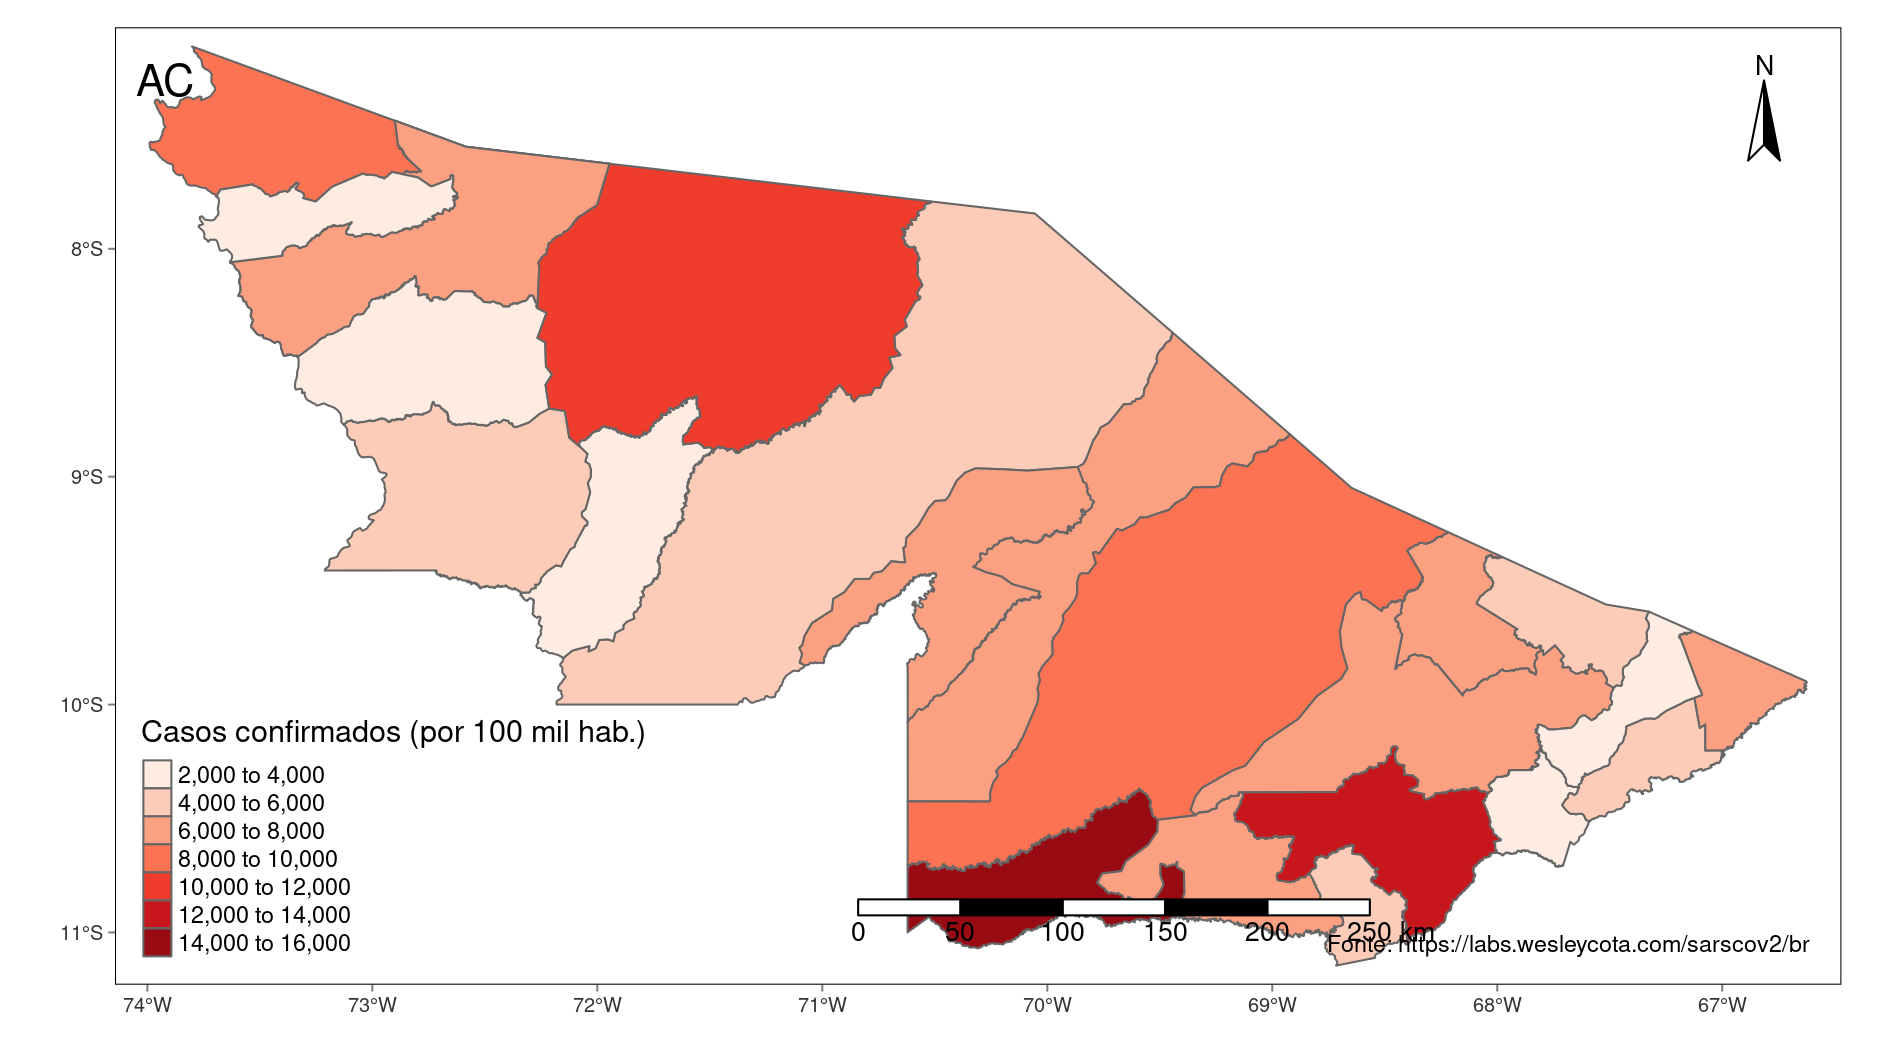 AC
N
8°S
9°S
10°S
11°S
Casos confirmados (por 100 mil hab.)
2,000 to 4,000
4,000 to 6,000
6,000 to 8,000
8,000 to 10,000
10,000 to 12,000
12,000 to 14,000
14,000 to 16,000
0 50 100 150 200 250 km
Fonte: https://labs.wesleycota.com/sarscov2/br
74°W 73°W 72°W 71°W 70°W 69°W 68°W 67°W